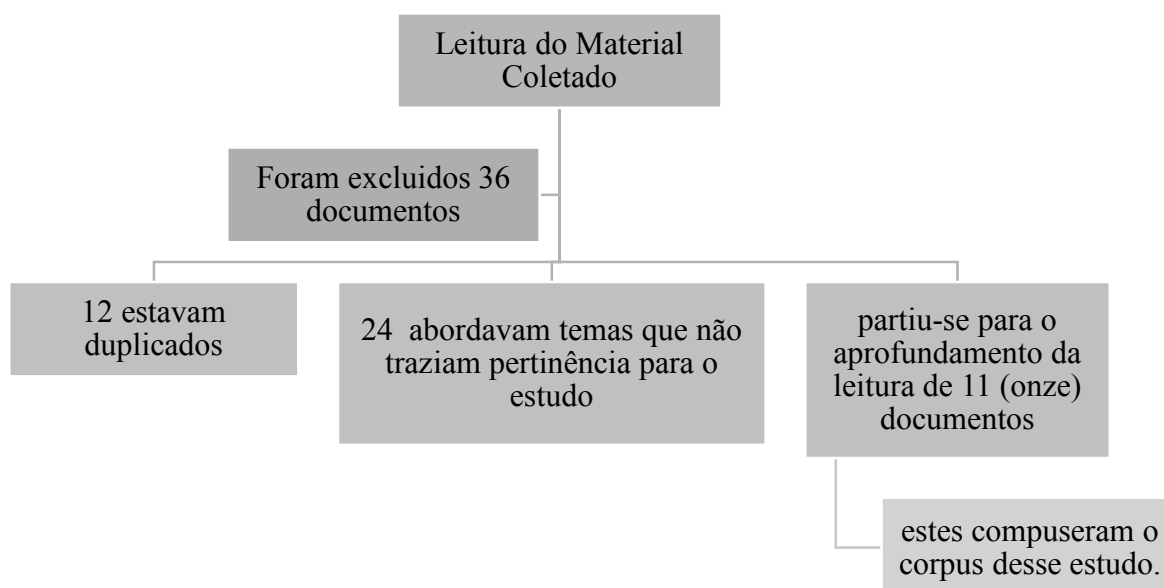 Leitura do Material
Coletado
Foram excluidos 36
documentos
12 estavam
duplicados
24  abordavam temas que não
traziam pertinência para o
estudo
partiu-se para o
aprofundamento da
leitura de 11 (onze)
documentos
estes compuseram o
corpus desse estudo.